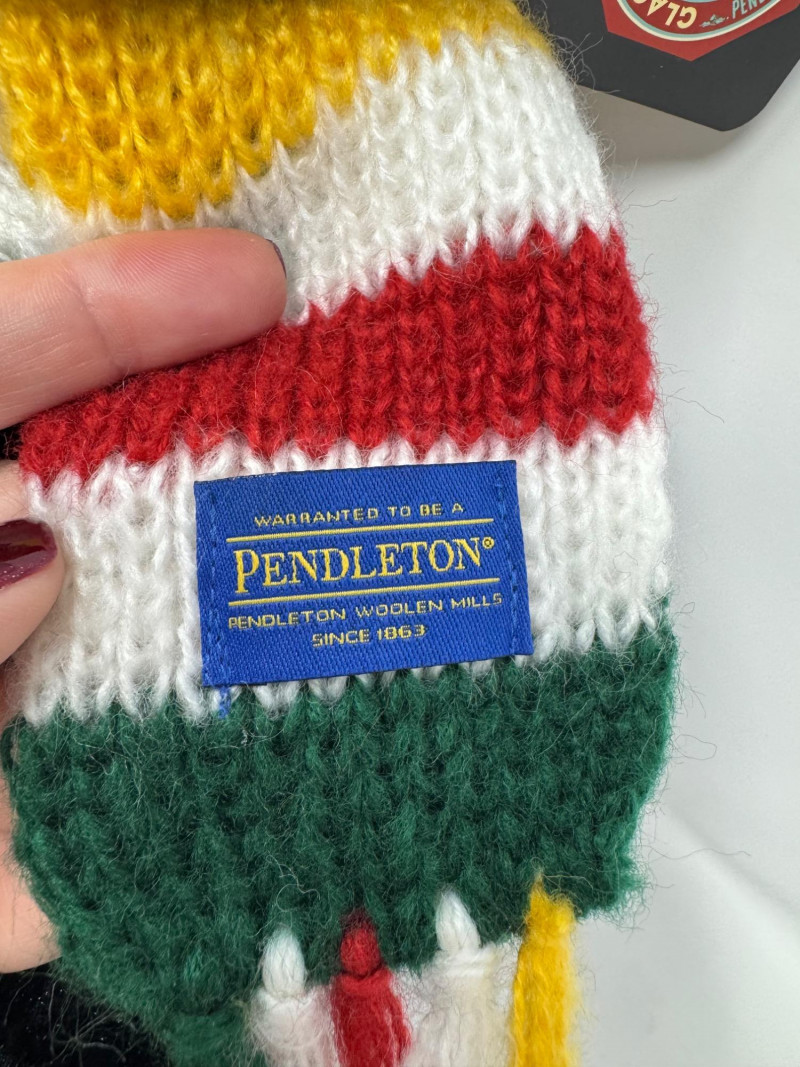 WARRANTED TO BE A
PENDLETON®
PENDLETON WOOLEN MILLS
SINCE 1863